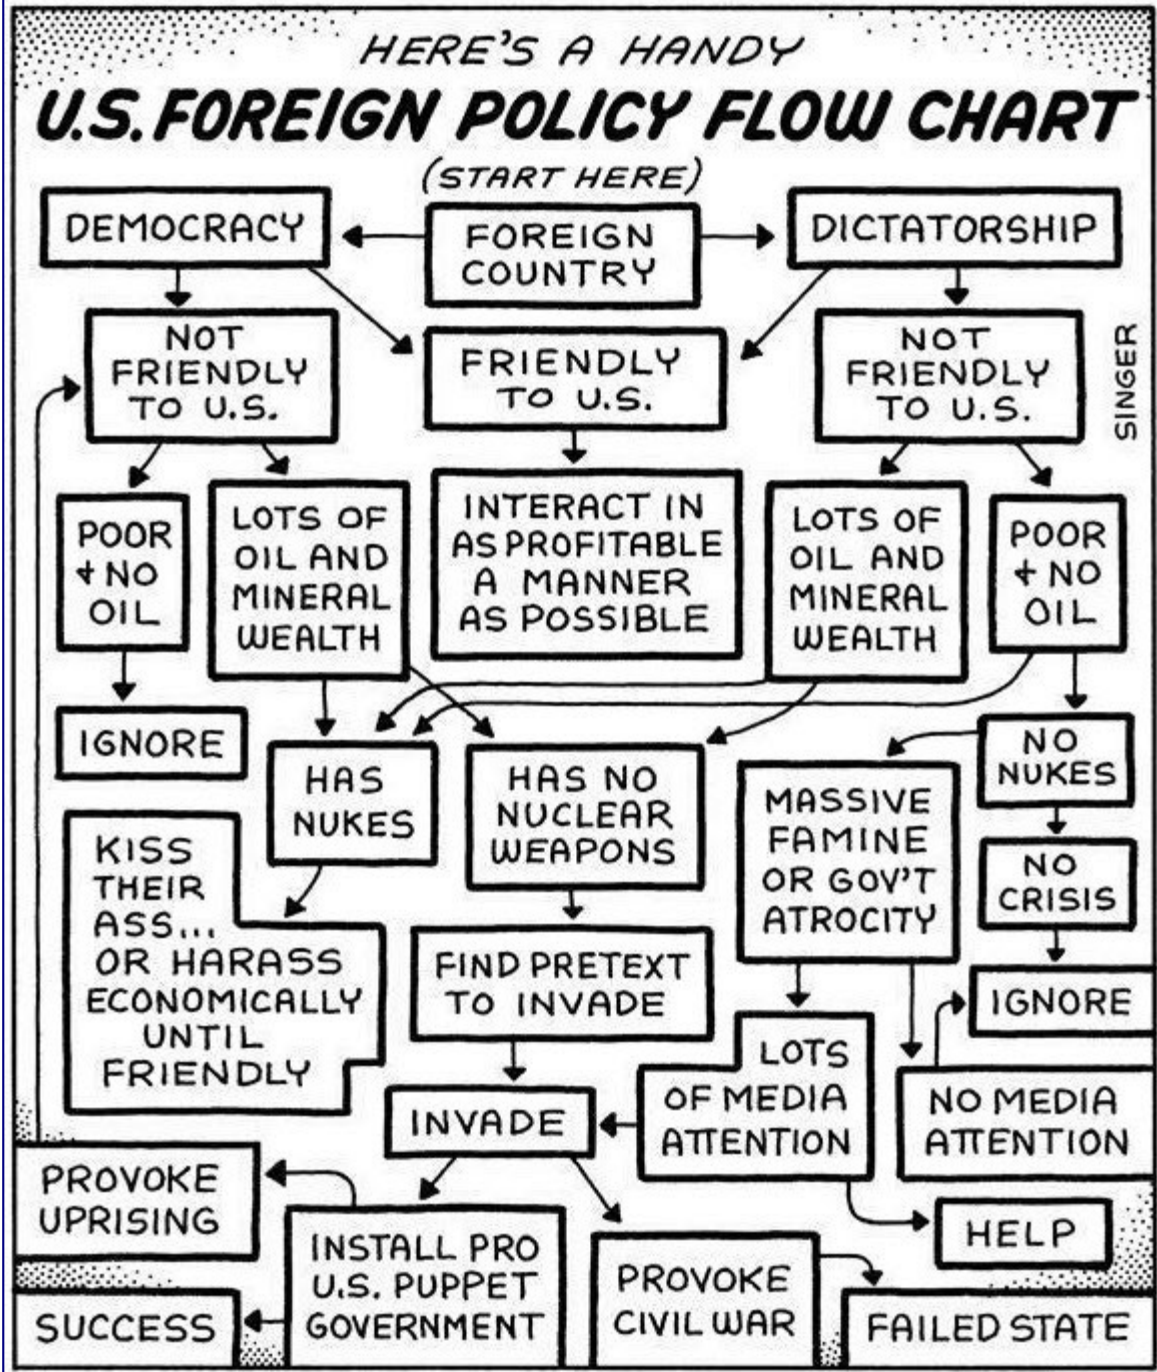 HERE'S A HANDY
U.S. FOREIGN POLICY FLOW CHART
(START HERE)
DEMOCRACY
FOREIGN
COUNTRY
DICTATORSHIP
NOT
FRIENDLY
TO U.S.
FRIENDLY
TO U.S.
NOT
FRIENDLY
TO U.S.
SINGER
POOR
+ NO
OIL
LOTS OF
OIL AND
MINERAL
WEALTH
INTERACT IN
AS PROFITABLE
A MANNER
AS POSSIBLE
LOTS OF
OIL AND
MINERAL
WEALTH
POOR
+ NO
OIL
IGNORE
HAS
NUKES
HAS NO
NUCLEAR
WEAPONS
MASSIVE
FAMINE
OR GOV'T
ATROCITY
NO
NUKES
NO
CRISIS
KISS
THEIR
ASS...
OR HARASS
ECONOMICALLY
UNTIL
FRIENDLY
FIND PRETEXT
TO INVADE
IGNORE
INVADE
LOTS
OF MEDIA
ATTENTION
NO MEDIA
ATTENTION
PROVOKE
UPRISING
INSTALL PRO
U.S. PUPPET
GOVERNMENT
PROVOKE
CIVIL WAR
HELP
SUCCESS
FAILED STATE